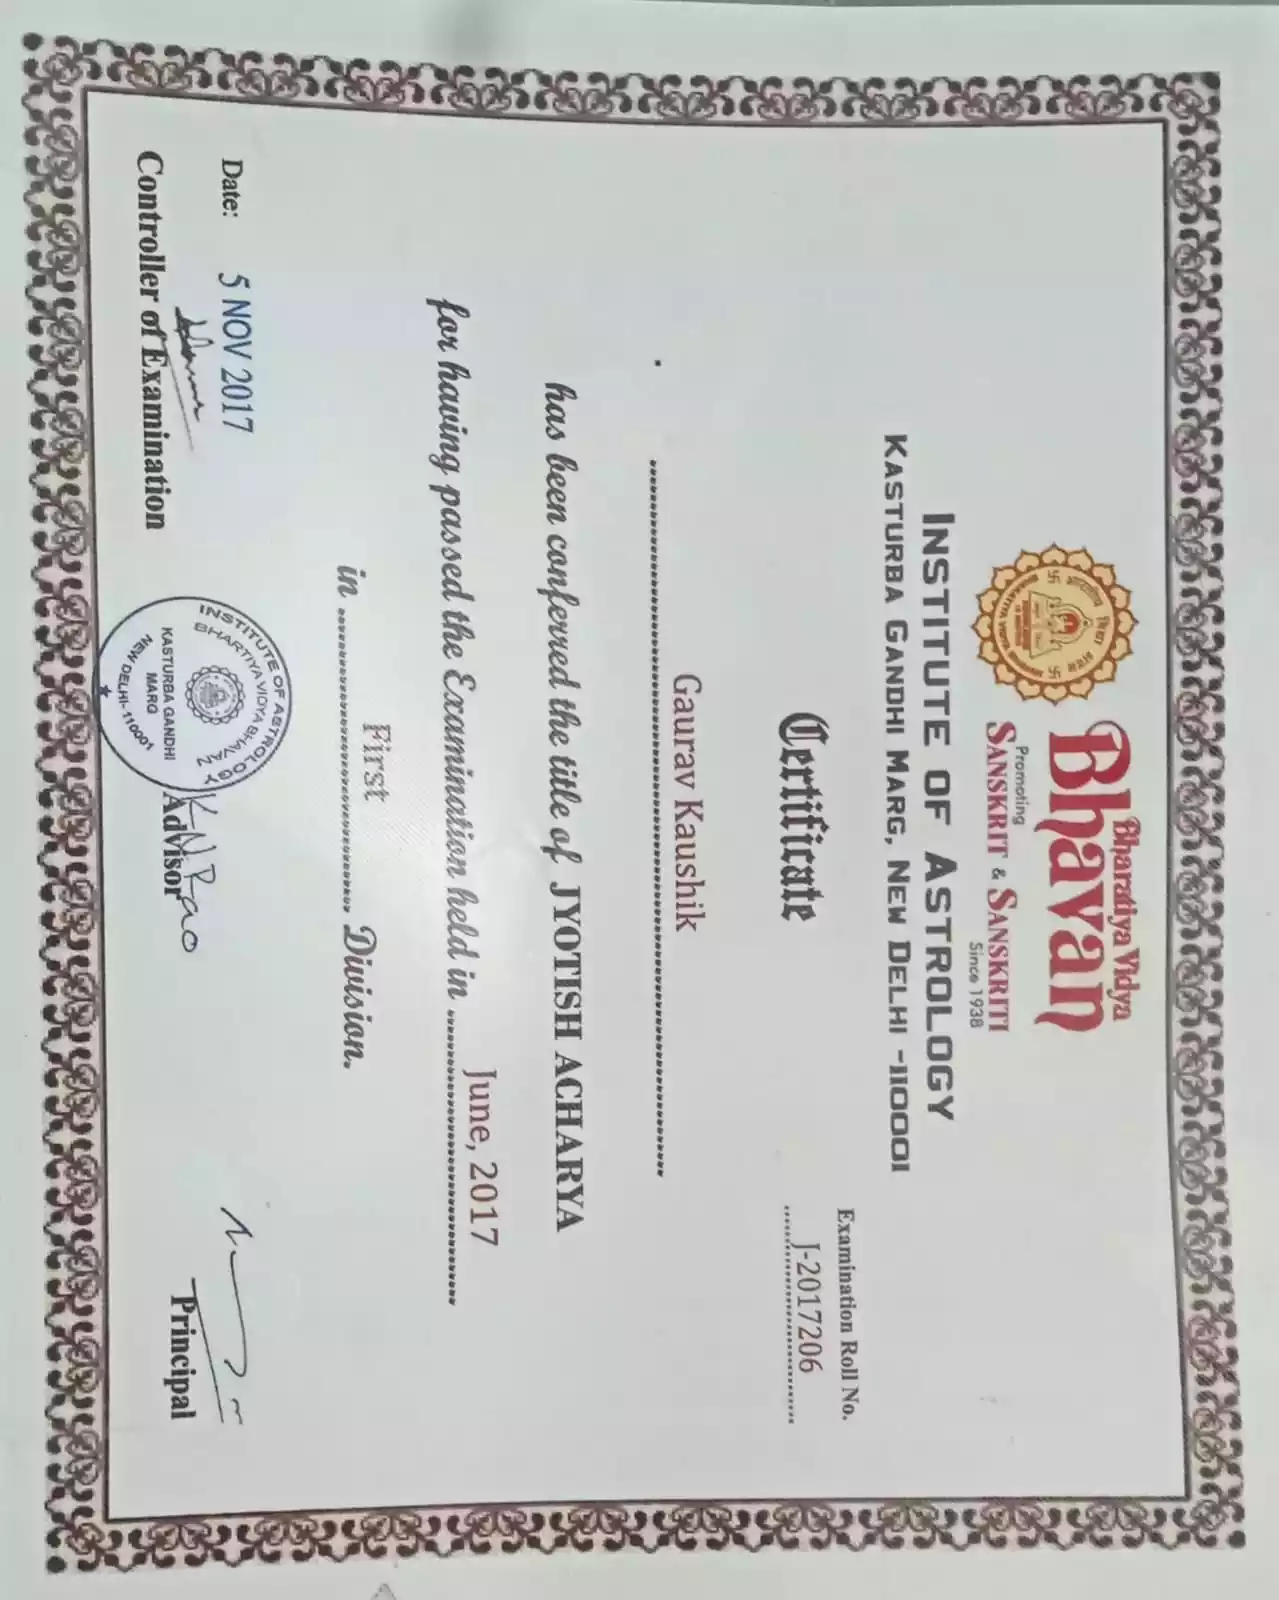 Bharatiya Vidya
Bhavan
Promoting
SANSKRIT & SANSKRITI
Since 1938
INSTITUTE OF ASTROLOGY
KASTURBA GANDHI MARG, NEW DELHI -110001
Examination Roll No.
J-2017206
Certificate
Gaurav Kaushik
has been conferred the title of JYOTISH ACHARYA
for having passed the Examination held in June, 2017
in First Division.
Date: 5 NOV 2017
Controller of Examination
INSTITUTE OF ASTROLOGY
BHARTIYA VIDYA BHAVAN
KASTURBA GANDHI
MARG
NEW DELHI-110001
K N Rao
Advisor
Principal